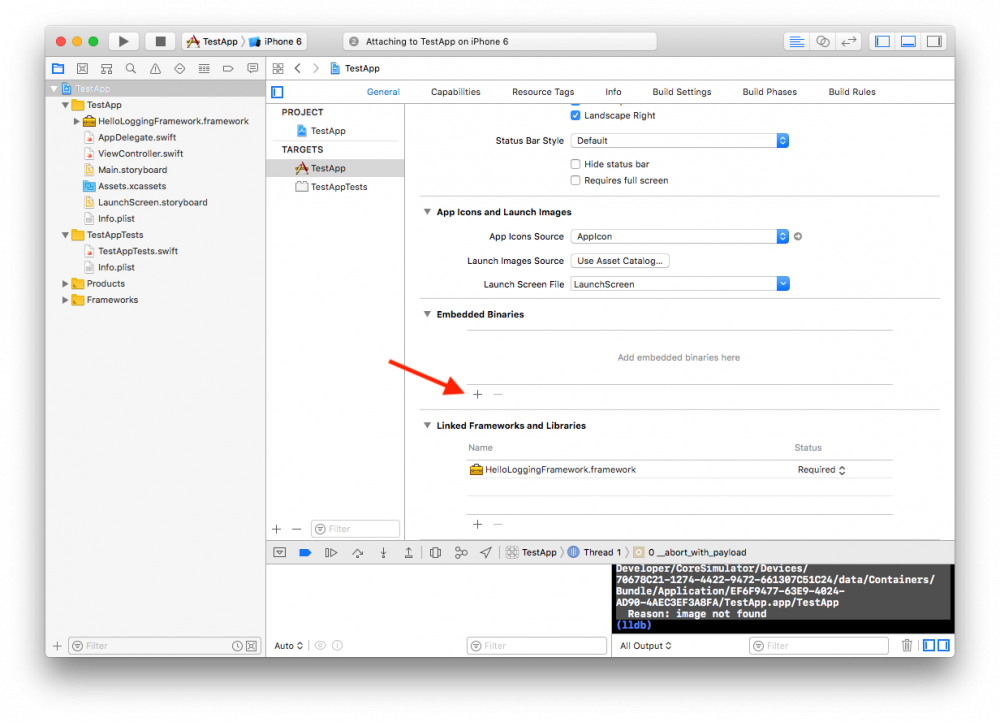 TestApp
iPhone 6
Attaching to TestApp on iPhone 6
TestApp
TestApp
General
Capabilities
Resource Tags
Info
Build Settings
Build Phases
Build Rules
TestApp
HelloLoggingFramework.framework
AppDelegate.swift
ViewController.swift
Main.storyboard
Assets.xcassets
LaunchScreen.storyboard
Info.plist
TestAppTests
TestAppTests.swift
Info.plist
Products
Frameworks
PROJECT
TestApp
TARGETS
TestApp
TestAppTests
Landscape Right
Status Bar Style
Default
Hide status bar
Requires full screen
App Icons and Launch Images
App Icons Source
AppIcon
Launch Images Source
Use Asset Catalog...
Launch Screen File
LaunchScreen
Embedded Binaries
Add embedded binaries here
Linked Frameworks and Libraries
Name
Status
HelloLoggingFramework.framework
Required
Filter
TestApp
Thread 1
0 __abort_with_payload
Developer/CoreSimulator/Devices/
70678C21-1274-4422-9472-661307C51C24/data/Containers/
Bundle/Application/EF6F9477-63E9-4024-
AD90-4AEC3EF3A8FA/TestApp.app/TestApp
Reason: image not found
(lldb)
Filter
Auto
Filter
All Output
Filter